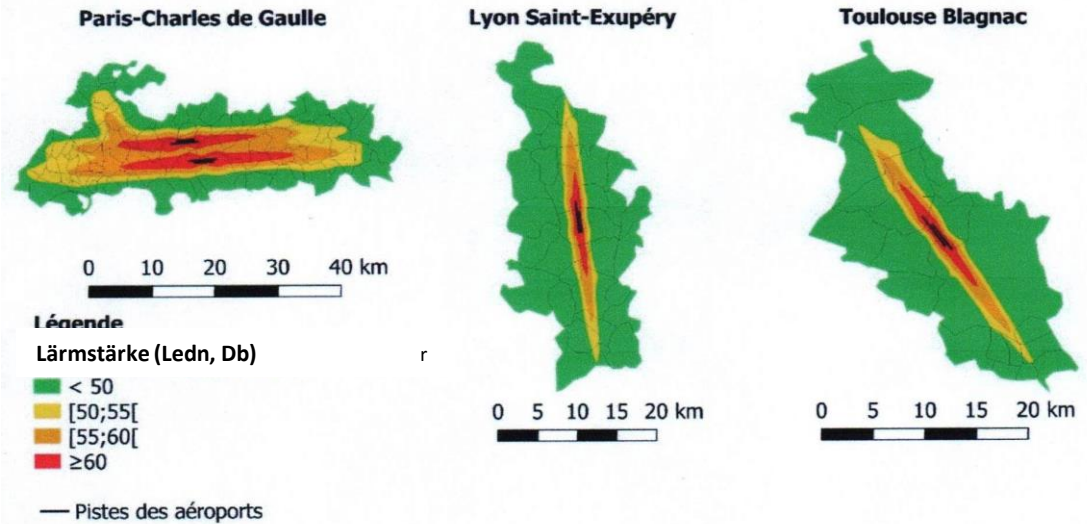 Paris-Charles de Gaulle
Lyon Saint-Exupéry
Toulouse Blagnac
0 10 20 30 40 km
Légende
Lärmstärke (Ledn, Db)
r
< 50
[50;55[
[55;60[
≥60
Pistes des aéroports
0 5 10 15 20 km
0 5 10 15 20 km